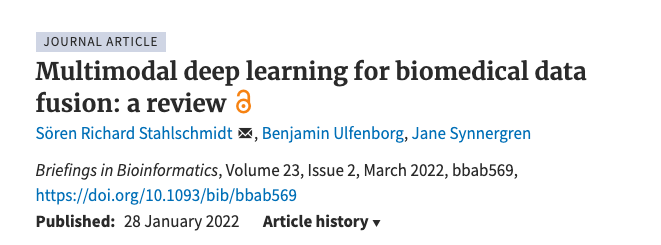 JOURNAL ARTICLE
Multimodal deep learning for biomedical data
fusion: a review
Sören Richard Stahlschmidt, Benjamin Ulfenborg, Jane Synnergren
Briefings in Bioinformatics, Volume 23, Issue 2, March 2022, bbab569,
https://doi.org/10.1093/bib/bbab569
Published: 28 January 2022 Article history ▾